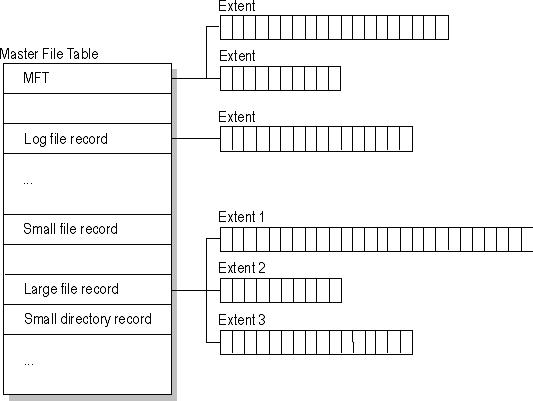 Extent
Master File Table
Extent
MFT
Extent
Log file record
...
Extent 1
Small file record
Extent 2
Large file record
Extent 3
Small directory record
...